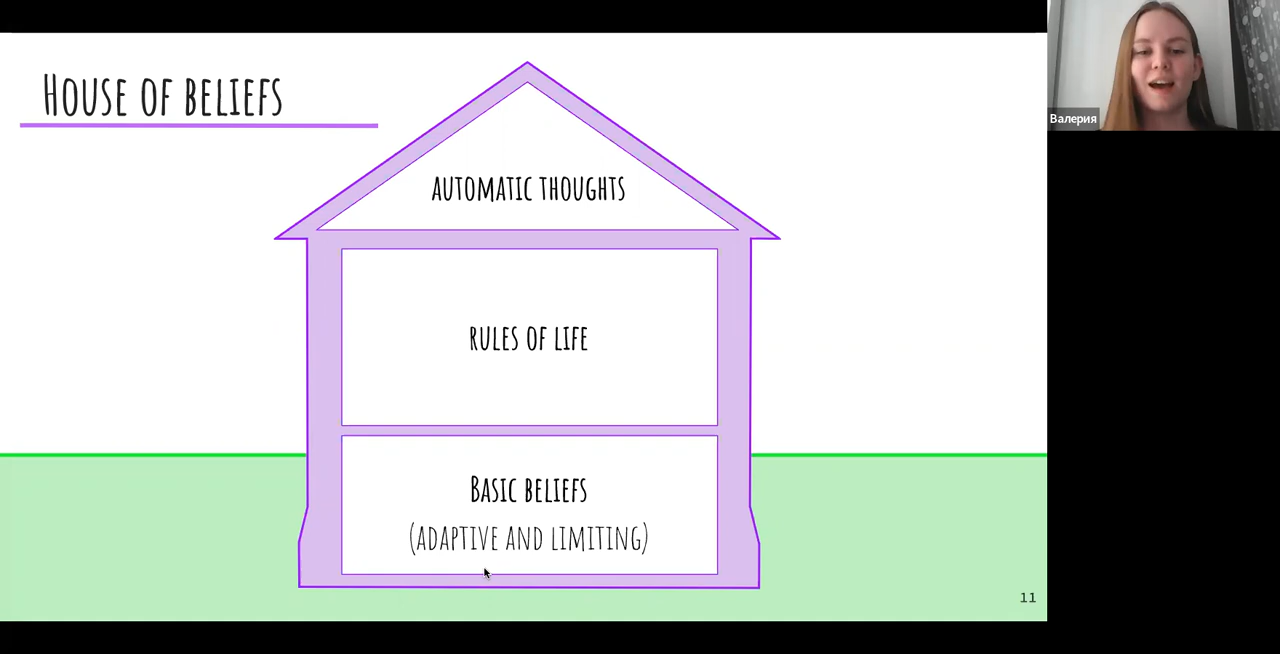 House of beliefs
automatic thoughts
rules of life
Basic beliefs
(adaptive and limiting)
11
Валерия